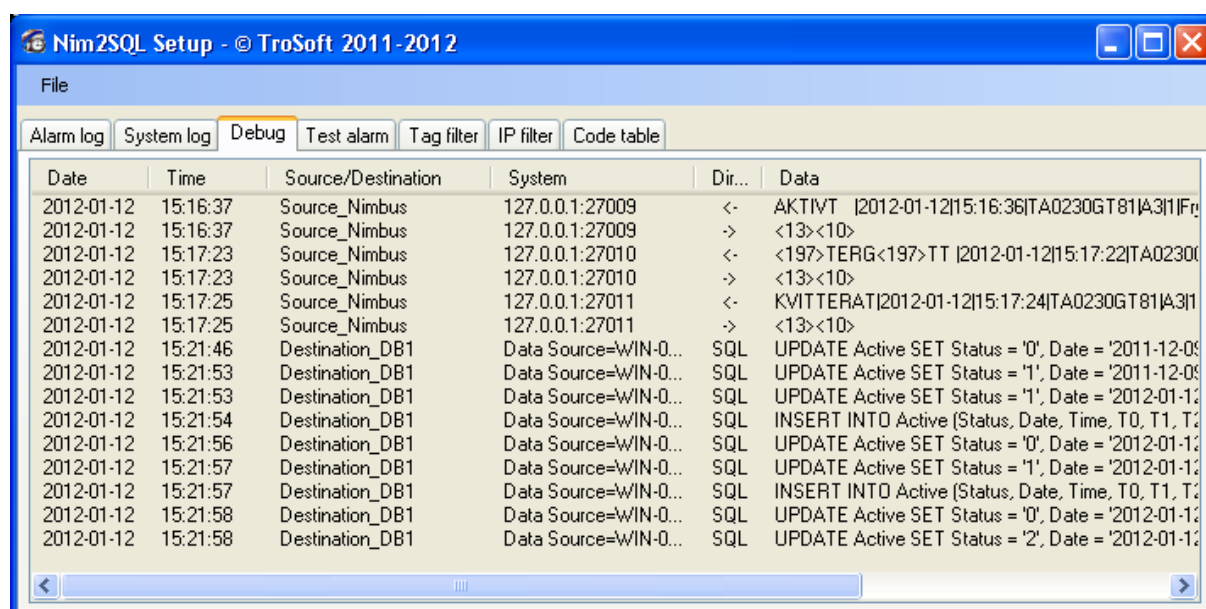 Nim2SQL Setup - © TroSoft 2011-2012
File
Alarm log System log Debug Test alarm Tag filter IP filter Code table
Date Time Source/Destination System Dir... Data
2012-01-12 15:16:37 Source_Nimbus 127.0.0.1:27009 <- AKTIVT |2012-01-12|15:16:36|TA0230GT81|A3|1|Fr
2012-01-12 15:16:37 Source_Nimbus 127.0.0.1:27009 -> <13><10>
2012-01-12 15:17:23 Source_Nimbus 127.0.0.1:27010 <- <197>TERG<197>TT |2012-01-12|15:17:22|TA0230
2012-01-12 15:17:23 Source_Nimbus 127.0.0.1:27010 -> <13><10>
2012-01-12 15:17:25 Source_Nimbus 127.0.0.1:27011 <- KVITTERAT|2012-01-12|15:17:24|TA0230GT81|A3|1
2012-01-12 15:17:25 Source_Nimbus 127.0.0.1:27011 -> <13><10>
2012-01-12 15:21:46 Destination_DB1 Data Source=WIN-0... SQL UPDATE Active SET Status = '0', Date = '2011-12-0
2012-01-12 15:21:53 Destination_DB1 Data Source=WIN-0... SQL UPDATE Active SET Status = '1', Date = '2011-12-0
2012-01-12 15:21:53 Destination_DB1 Data Source=WIN-0... SQL UPDATE Active SET Status = '1', Date = '2012-01-1
2012-01-12 15:21:54 Destination_DB1 Data Source=WIN-0... SQL INSERT INTO Active (Status, Date, Time, T0, T1, T
2012-01-12 15:21:56 Destination_DB1 Data Source=WIN-0... SQL UPDATE Active SET Status = '0', Date = '2012-01-1
2012-01-12 15:21:57 Destination_DB1 Data Source=WIN-0... SQL UPDATE Active SET Status = '1', Date = '2012-01-1
2012-01-12 15:21:57 Destination_DB1 Data Source=WIN-0... SQL INSERT INTO Active (Status, Date, Time, T0, T1, T
2012-01-12 15:21:58 Destination_DB1 Data Source=WIN-0... SQL UPDATE Active SET Status = '0', Date = '2012-01-1
2012-01-12 15:21:58 Destination_DB1 Data Source=WIN-0... SQL UPDATE Active SET Status = '2', Date = '2012-01-1